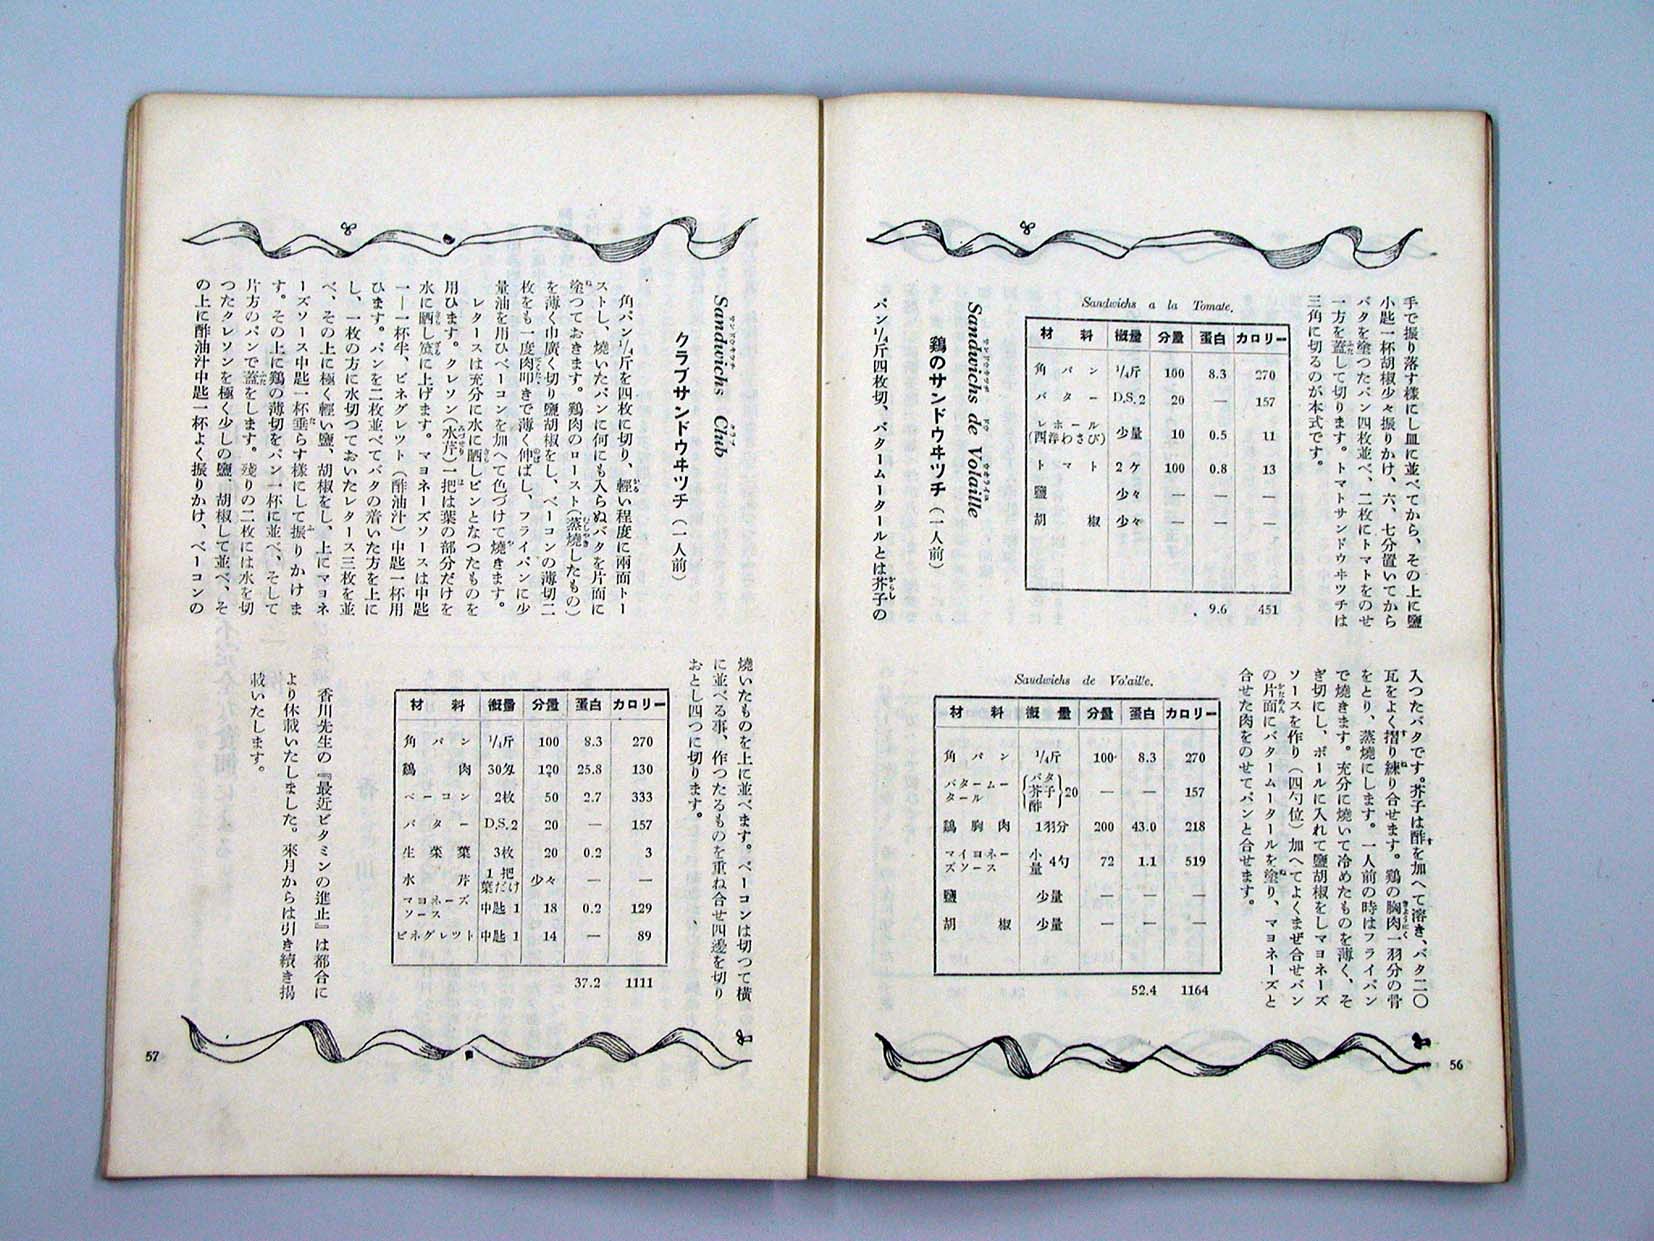 手で振り落す様にし皿に並べてから、その上に鹽
小匙一杯胡椒少々振りかけ、六、七分置いてから
バタを塗つたパン四枚並べ、二枚にトマトをのせ
一方を蓋して切ります。トマトサンドウヰツチは
三角に切るのが本式です。
Sandwichs a la Tomate.
材料 概量 分量 蛋白 カロリー
角パン 1/4斤 100 8.3 270
バター D.S.2 20 — 157
レホール(西洋わさび) 少量 10 0.5 11
トマト 2ケ 100 0.8 13
鹽 少々 — — —
胡椒 少々 — — —
9.6 451
Sandwichs de Volaille
鶏のサンドウヰツチ(一人前)
パン1/4斤四枚切、バタームータールとは芥子の
入つたバタです。芥子は酢を加へて溶き、バタ二〇
瓦をよく摺り練り合せます。鶏の胸肉一羽分の骨
をとり、蒸焼にします。一人前の時はフライパン
で焼きます。充分に焼いて冷めたものを薄く、そ
ぎ切にし、ボールに入れて鹽胡椒をしマヨネーズ
ソースを作り(四勺位)加へてよくまぜ合せパン
の片面にバタームータールを塗り、マヨネーズと
合せた肉をのせてパンと合せます。
Sandwichs de Volaille.
材料 概量 分量 蛋白 カロリー
角パン 1/4斤 100 8.3 270
バタームータール {バタ 芥子 酢} 20 — — 157
鶏胸肉 1羽分 200 43.0 218
マイヨネーズソース 小量 4勺 72 1.1 519
鹽 少量 — — —
胡椒 少量 — — —
52.4 1164
56
Sandwichs Club
クラブサンドウヰツチ(一人前)
角パン1/4斤を四枚に切り、輕い程度に兩面トー
ストし、燒いたパンに何にも入らぬバタを片面に
塗つておきます。鶏肉のロースト(蒸燒したもの)
を薄く巾廣く切り鹽胡椒をし、ベーコンの薄切二
枚をも一度肉叩きで薄く伸ばし、フライパンに少
量油を用ひベーコンを加へて色づけて燒きます。
レタースは充分に水に晒しピンとなつたものを
用ひます。クレソン(水芹)一把は葉の部分だけを
水に晒し笊に上げます。マヨネーズソースは中匙
一—一杯半、ビネグレツト(酢油汁)中匙一杯用
ひます。パンを二枚並べてバタの着いた方を上に
し、一枚の方に水切つておいたレタース三枚を並
べ、その上に極く輕い鹽、胡椒をし、上にマヨネ
ーズソース中匙一杯垂らす様にして振りかけま
す。その上に鶏の薄切をパン一杯に並べ、そして
片方のパンで蓋をします。殘りの二枚には水を切
つたクレソンを極く少しの鹽、胡椒して並べ、そ
の上に酢油汁中匙一杯よく振りかけ、ベーコンの
燒いたものを上に並べます。ベーコンは切つて横
に並べる事、作つたるものを重ね合せ四邊を切り
おとし四つに切ります。
材料 概量 分量 蛋白 カロリー
角パン 1/4斤 100 8.3 270
鶏肉 30匁 120 25.8 130
ベーコン 2枚 50 2.7 333
バター D.S.2 20 — 157
生菜葉 3枚 20 0.2 3
水芹 1把葉だけ 少々 — —
マヨネーズソース 中匙1 18 0.2 129
ビネグレツト 中匙1 14 — 89
37.2 1111
香川先生の『最近ビタミンの進止』は都合に
より休載いたしました。來月からは引き續き掲
載いたします。
57